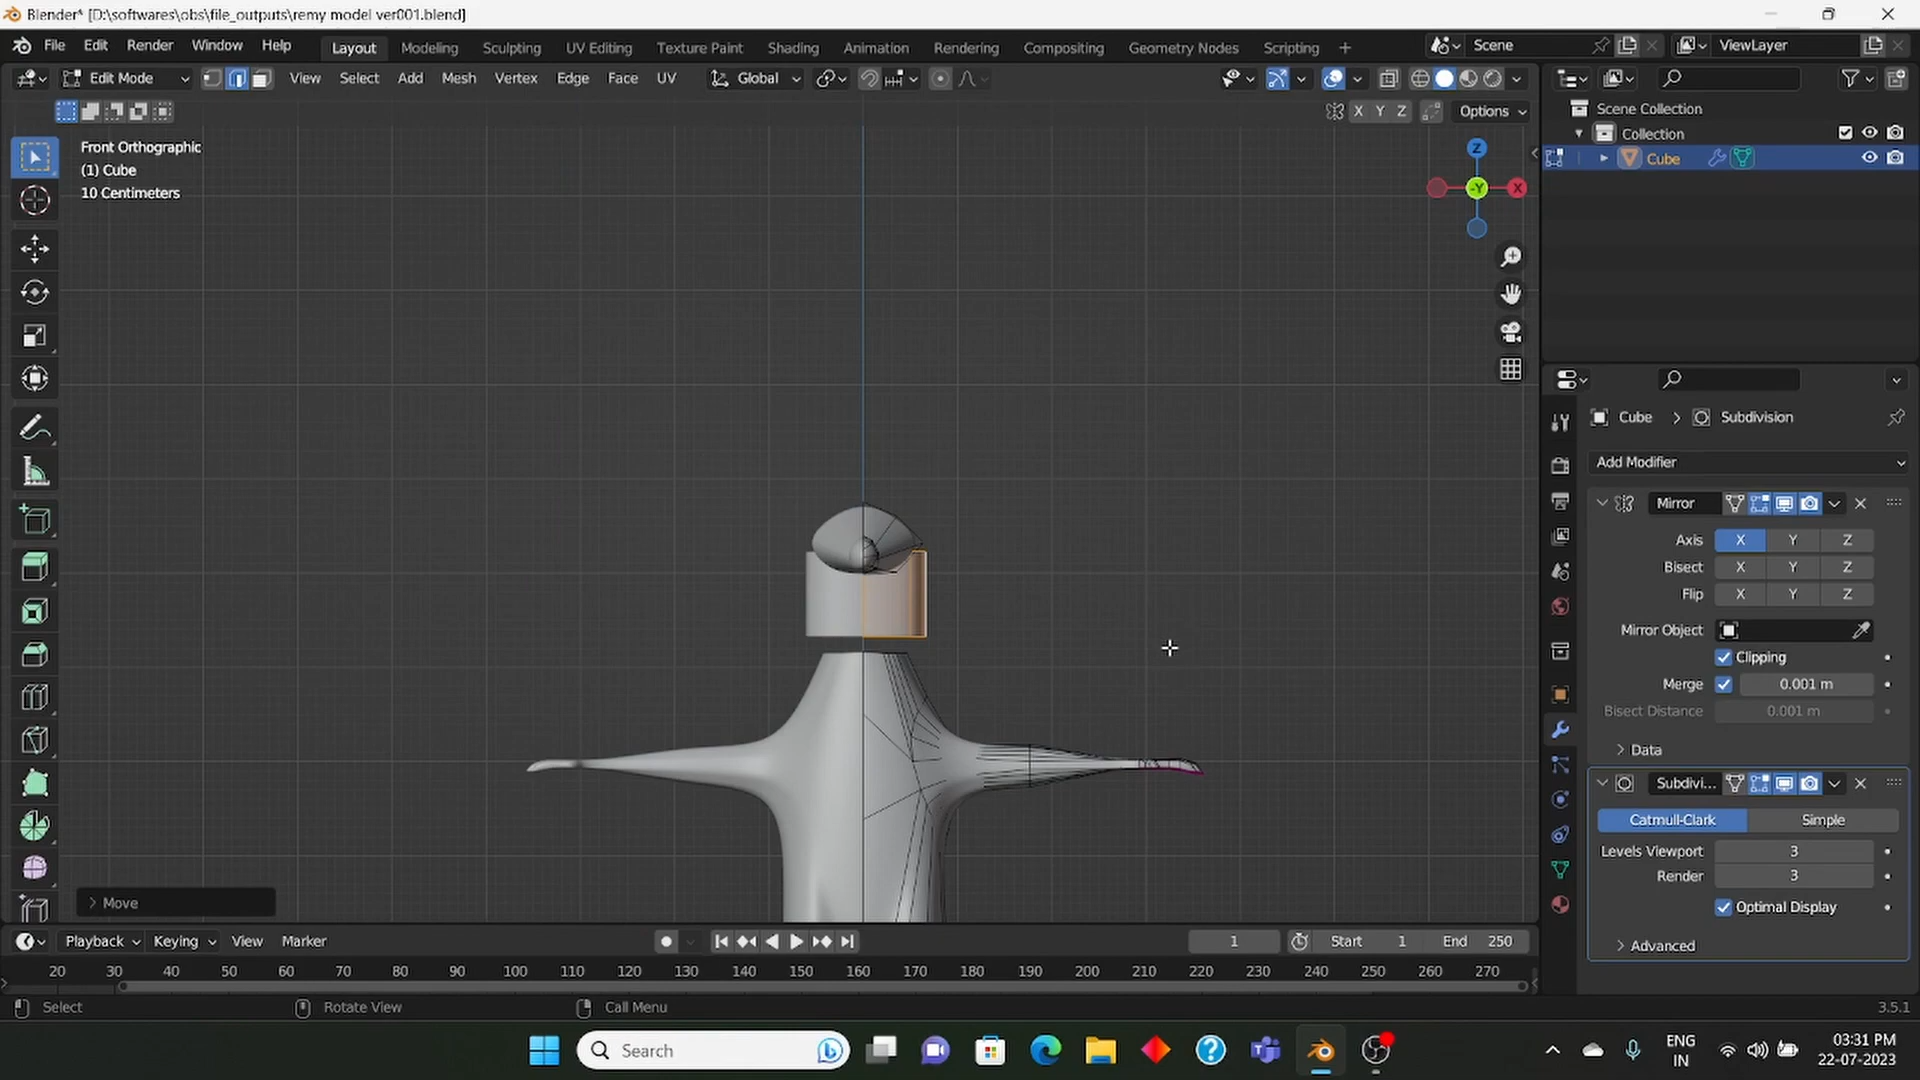 Blender* [D:\softwares\obs\file_outputs\remy model ver001.blend]
File Edit Render Window Help Layout Modeling Sculpting UV Editing Texture Paint Shading Animation Rendering Compositing Geometry Nodes Scripting + Scene ViewLayer
Edit Mode View Select Add Mesh Vertex Edge Face UV Global
X Y Z Options
Front Orthographic
(1) Cube
10 Centimeters
Z
-Y X
Scene Collection
Collection
Cube
Cube > Subdivision
Add Modifier
Mirror
Axis X Y Z
Bisect X Y Z
Flip X Y Z
Mirror Object
Clipping
Merge 0.001 m
Bisect Distance 0.001 m
> Data
Subdivi...
Catmull-Clark Simple
Levels Viewport 3
Render 3
Optimal Display
> Advanced
> Move
Playback Keying View Marker 1 Start 1 End 250
20 30 40 50 60 70 80 90 100 110 120 130 140 150 160 170 180 190 200 210 220 230 240 250 260 270
Select Rotate View Call Menu 3.5.1
Search
ENG
IN
03:31 PM
22-07-2023